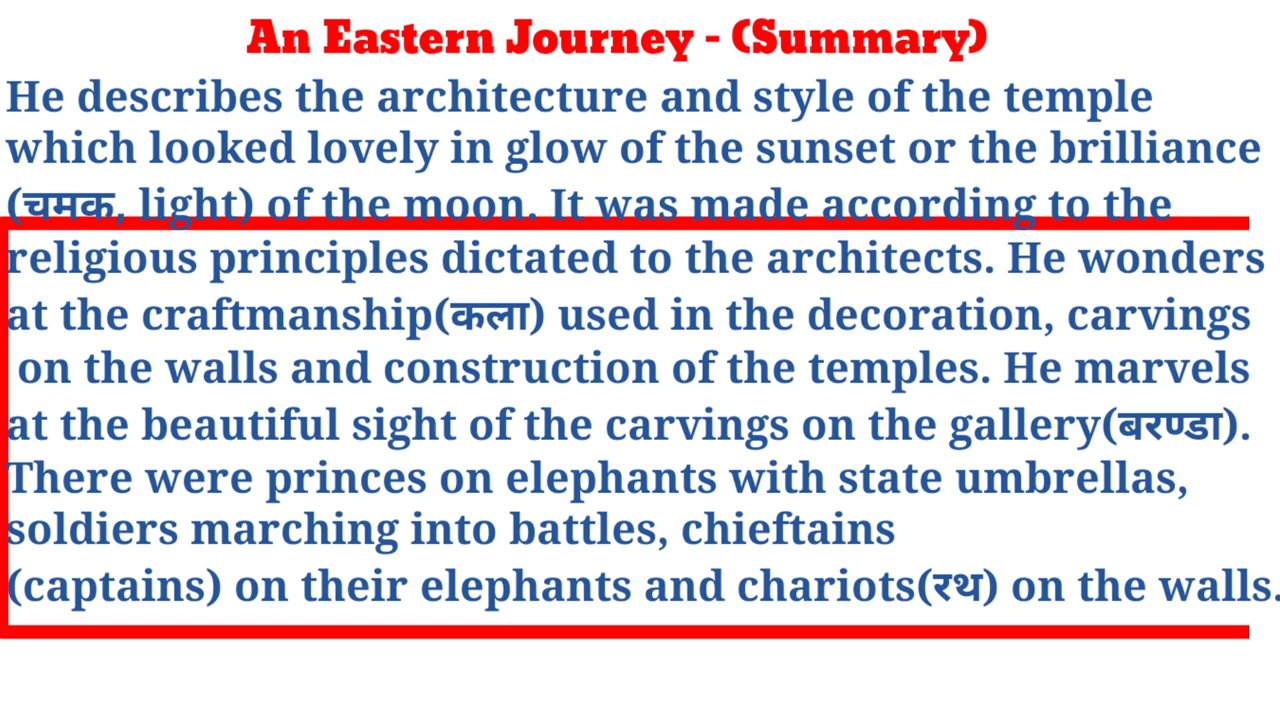 An Eastern Journey - (Summary)
He describes the architecture and style of the temple
which looked lovely in glow of the sunset or the brilliance
(चमक, light) of the moon. It was made according to the
religious principles dictated to the architects. He wonders
at the craftmanship(कला) used in the decoration, carvings
on the walls and construction of the temples. He marvels
at the beautiful sight of the carvings on the gallery(बरण्डा).
There were princes on elephants with state umbrellas,
soldiers marching into battles, chieftains
(captains) on their elephants and chariots(रथ) on the walls.